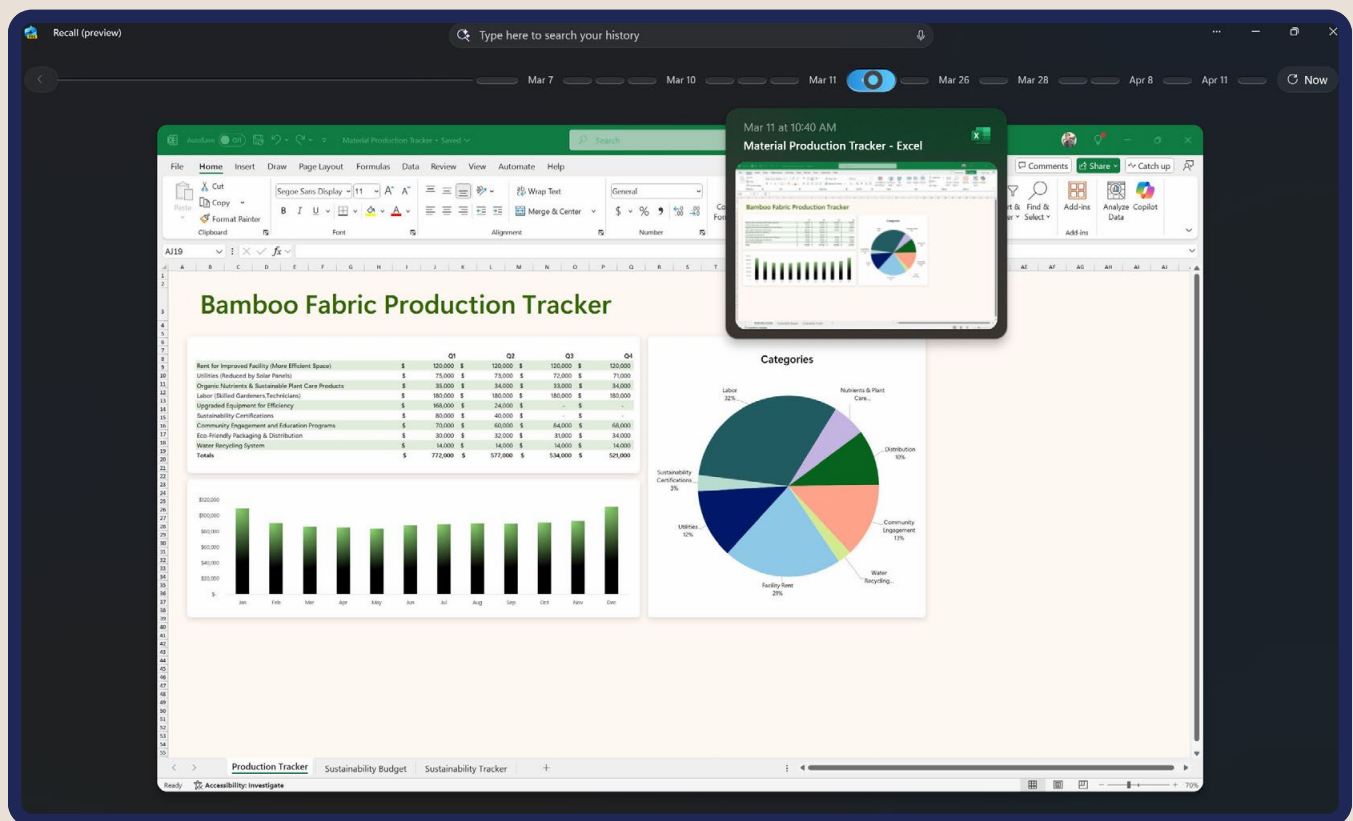 Recall (preview)
Type here to search your history
Mar 7
Mar 10
Mar 11
Mar 26
Mar 28
Apr 8
Apr 11
Now
Mar 11 at 10:40 AM
Material Production Tracker - Excel
Bamboo Fabric Production Tracker
AutoSave On
Material Production Tracker • Saved
Search
File Home Insert Draw Page Layout Formulas Data Review View Automate Help
Comments Share Catch up
Paste
Cut
Copy
Format Painter
Clipboard
Segoe Sans Display 11
B I U
Font
Wrap Text
Merge & Center
Alignment
General
$ % 9
Number
Find &
Select
Add-ins
Add-ins
Analyze
Data
Copilot
AJ19
fx
Bamboo Fabric Production Tracker
Q1 Q2 Q3 Q4
Rent for Improved Facility (More Efficient Space) $ 120,000 $ 120,000 $ 120,000 $ 120,000
Utilities (Reduced by Solar Panels) $ 75,000 $ 73,000 $ 72,000 $ 71,000
Organic Nutrients & Sustainable Plant Care Products $ 35,000 $ 34,000 $ 33,000 $ 34,000
Labor (Skilled Gardeners,Technicians) $ 180,000 $ 180,000 $ 180,000 $ 180,000
Upgraded Equipment for Efficiency $ 168,000 $ 24,000 $ - $ -
Sustainability Certifications $ 80,000 $ 40,000 $ - $ -
Community Engagement and Education Programs $ 70,000 $ 60,000 $ 64,000 $ 68,000
Eco-Friendly Packaging & Distribution $ 30,000 $ 32,000 $ 31,000 $ 34,000
Water Recycling System $ 14,000 $ 14,000 $ 14,000 $ 14,000
Totals $ 772,000 $ 577,000 $ 534,000 $ 521,000
$120,000
$100,000
$80,000
$60,000
$40,000
$20,000
$-
Jan Feb Mar Apr May Jun Jul Aug Sep Oct Nov Dec
Categories
Labor
32%
Nutrients & Plant
Care...
Distribution
10%
Community
Engagement
13%
Water
Recycling...
Facility Rent
21%
Utilities
12%
Sustainability
Certifications
3%
Production Tracker Sustainability Budget Sustainability Tracker
Ready Accessibility: Investigate
70%